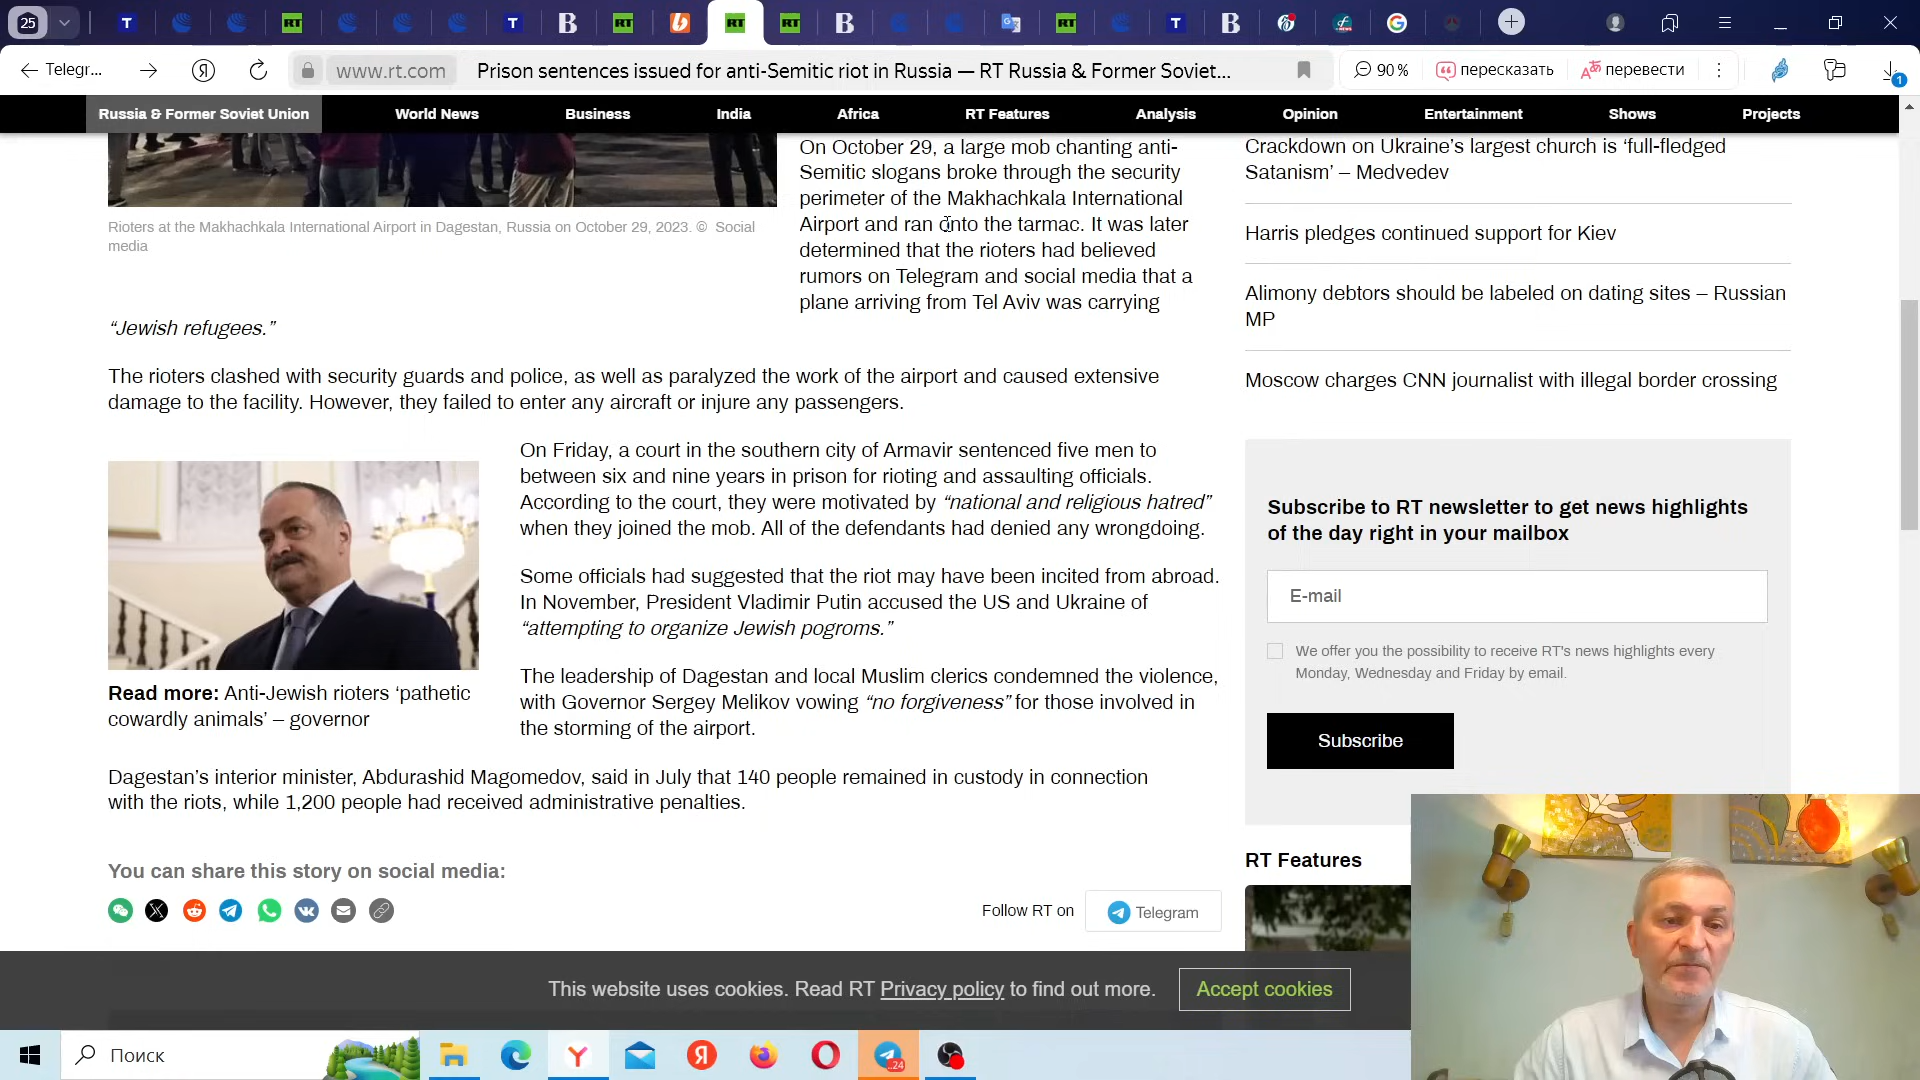 25
Telegr...
www.rt.com
Prison sentences issued for anti-Semitic riot in Russia — RT Russia & Former Soviet...
90 %
пересказать
перевести
1
Russia & Former Soviet Union
World News
Business
India
Africa
RT Features
Analysis
Opinion
Entertainment
Shows
Projects
On October 29, a large mob chanting anti-
Semitic slogans broke through the security
perimeter of the Makhachkala International
Airport and ran onto the tarmac. It was later
determined that the rioters had believed
rumors on Telegram and social media that a
plane arriving from Tel Aviv was carrying
“Jewish refugees.”
Rioters at the Makhachkala International Airport in Dagestan, Russia on October 29, 2023. © Social
media
The rioters clashed with security guards and police, as well as paralyzed the work of the airport and caused extensive
damage to the facility. However, they failed to enter any aircraft or injure any passengers.
On Friday, a court in the southern city of Armavir sentenced five men to
between six and nine years in prison for rioting and assaulting officials.
According to the court, they were motivated by “national and religious hatred”
when they joined the mob. All of the defendants had denied any wrongdoing.
Some officials had suggested that the riot may have been incited from abroad.
In November, President Vladimir Putin accused the US and Ukraine of
“attempting to organize Jewish pogroms.”
Read more: Anti-Jewish rioters ‘pathetic
cowardly animals’ – governor
The leadership of Dagestan and local Muslim clerics condemned the violence,
with Governor Sergey Melikov vowing “no forgiveness” for those involved in
the storming of the airport.
Dagestan’s interior minister, Abdurashid Magomedov, said in July that 140 people remained in custody in connection
with the riots, while 1,200 people had received administrative penalties.
You can share this story on social media:
Follow RT on
Telegram
Crackdown on Ukraine’s largest church is ‘full-fledged
Satanism’ – Medvedev
Harris pledges continued support for Kiev
Alimony debtors should be labeled on dating sites – Russian
MP
Moscow charges CNN journalist with illegal border crossing
Subscribe to RT newsletter to get news highlights
of the day right in your mailbox
E-mail
We offer you the possibility to receive RT's news highlights every
Monday, Wednesday and Friday by email.
Subscribe
RT Features
This website uses cookies. Read RT Privacy policy to find out more.
Accept cookies
Поиск
24